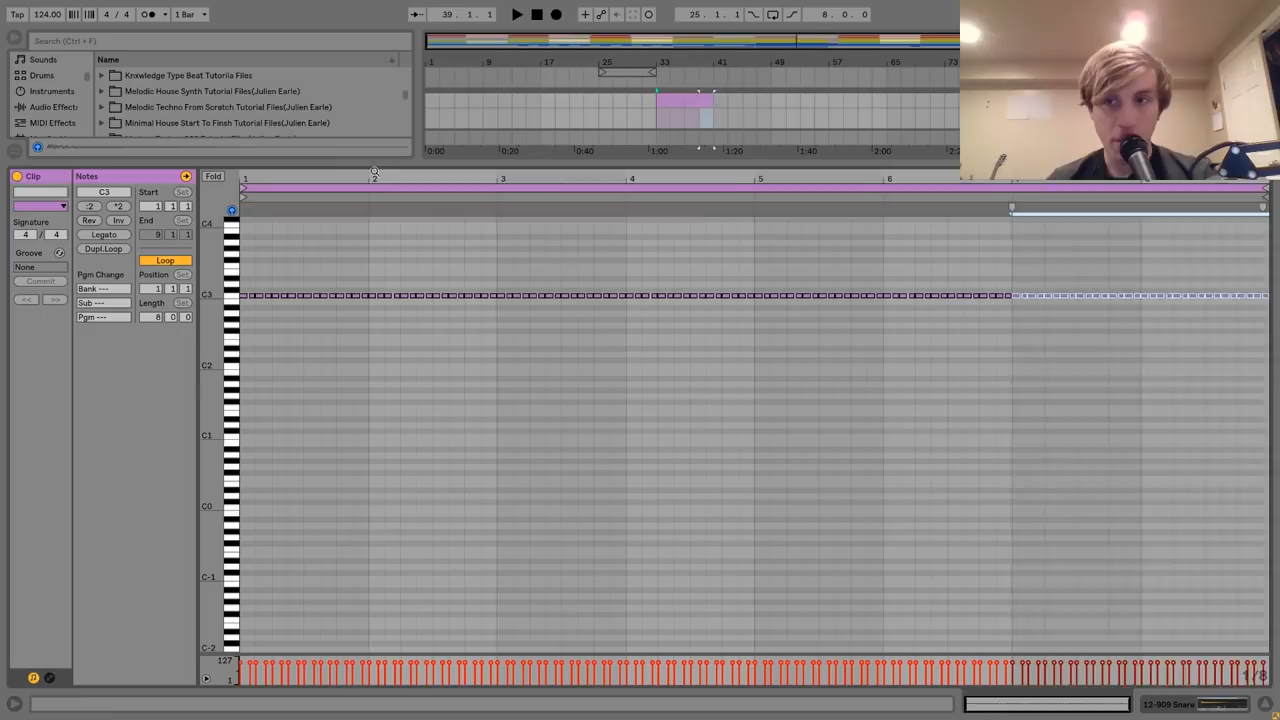 Tap 124.00 4 / 4 1 Bar 39. 1. 1 25. 1. 1 8. 0. 0
Search (Ctrl + F)
Sounds
Drums
Instruments
Audio Effect:
MIDI Effects
Name
Knxwledge Type Beat Tutorila Files
Melodic House Synth Tutorial Files(Julien Earle)
Melodic Techno From Scratch Tutorial Files(Julien Earle)
Minimal House Start To Finsh Tutorial Files(Julien Earle)
1 9 17 25 33 41 49 57 65 73
0:00 0:20 0:40 1:00 1:20 1:40 2:00
Clip
Signature
4 / 4
Groove
None
Commit
<< >>
Notes
C3
:2 *2
Rev Inv
Legato
Dupl.Loop
Pgm Change
Bank ---
Sub ---
Pgm ---
Start Set
1 1 1
End Set
9 1 1
Loop
Position Set
1 1 1
Length Set
8 0 0
Fold
1 2 3 4 5 6
C4
C3
C2
C1
C0
C-1
C-2
127
1
1/8
12-909 Snare